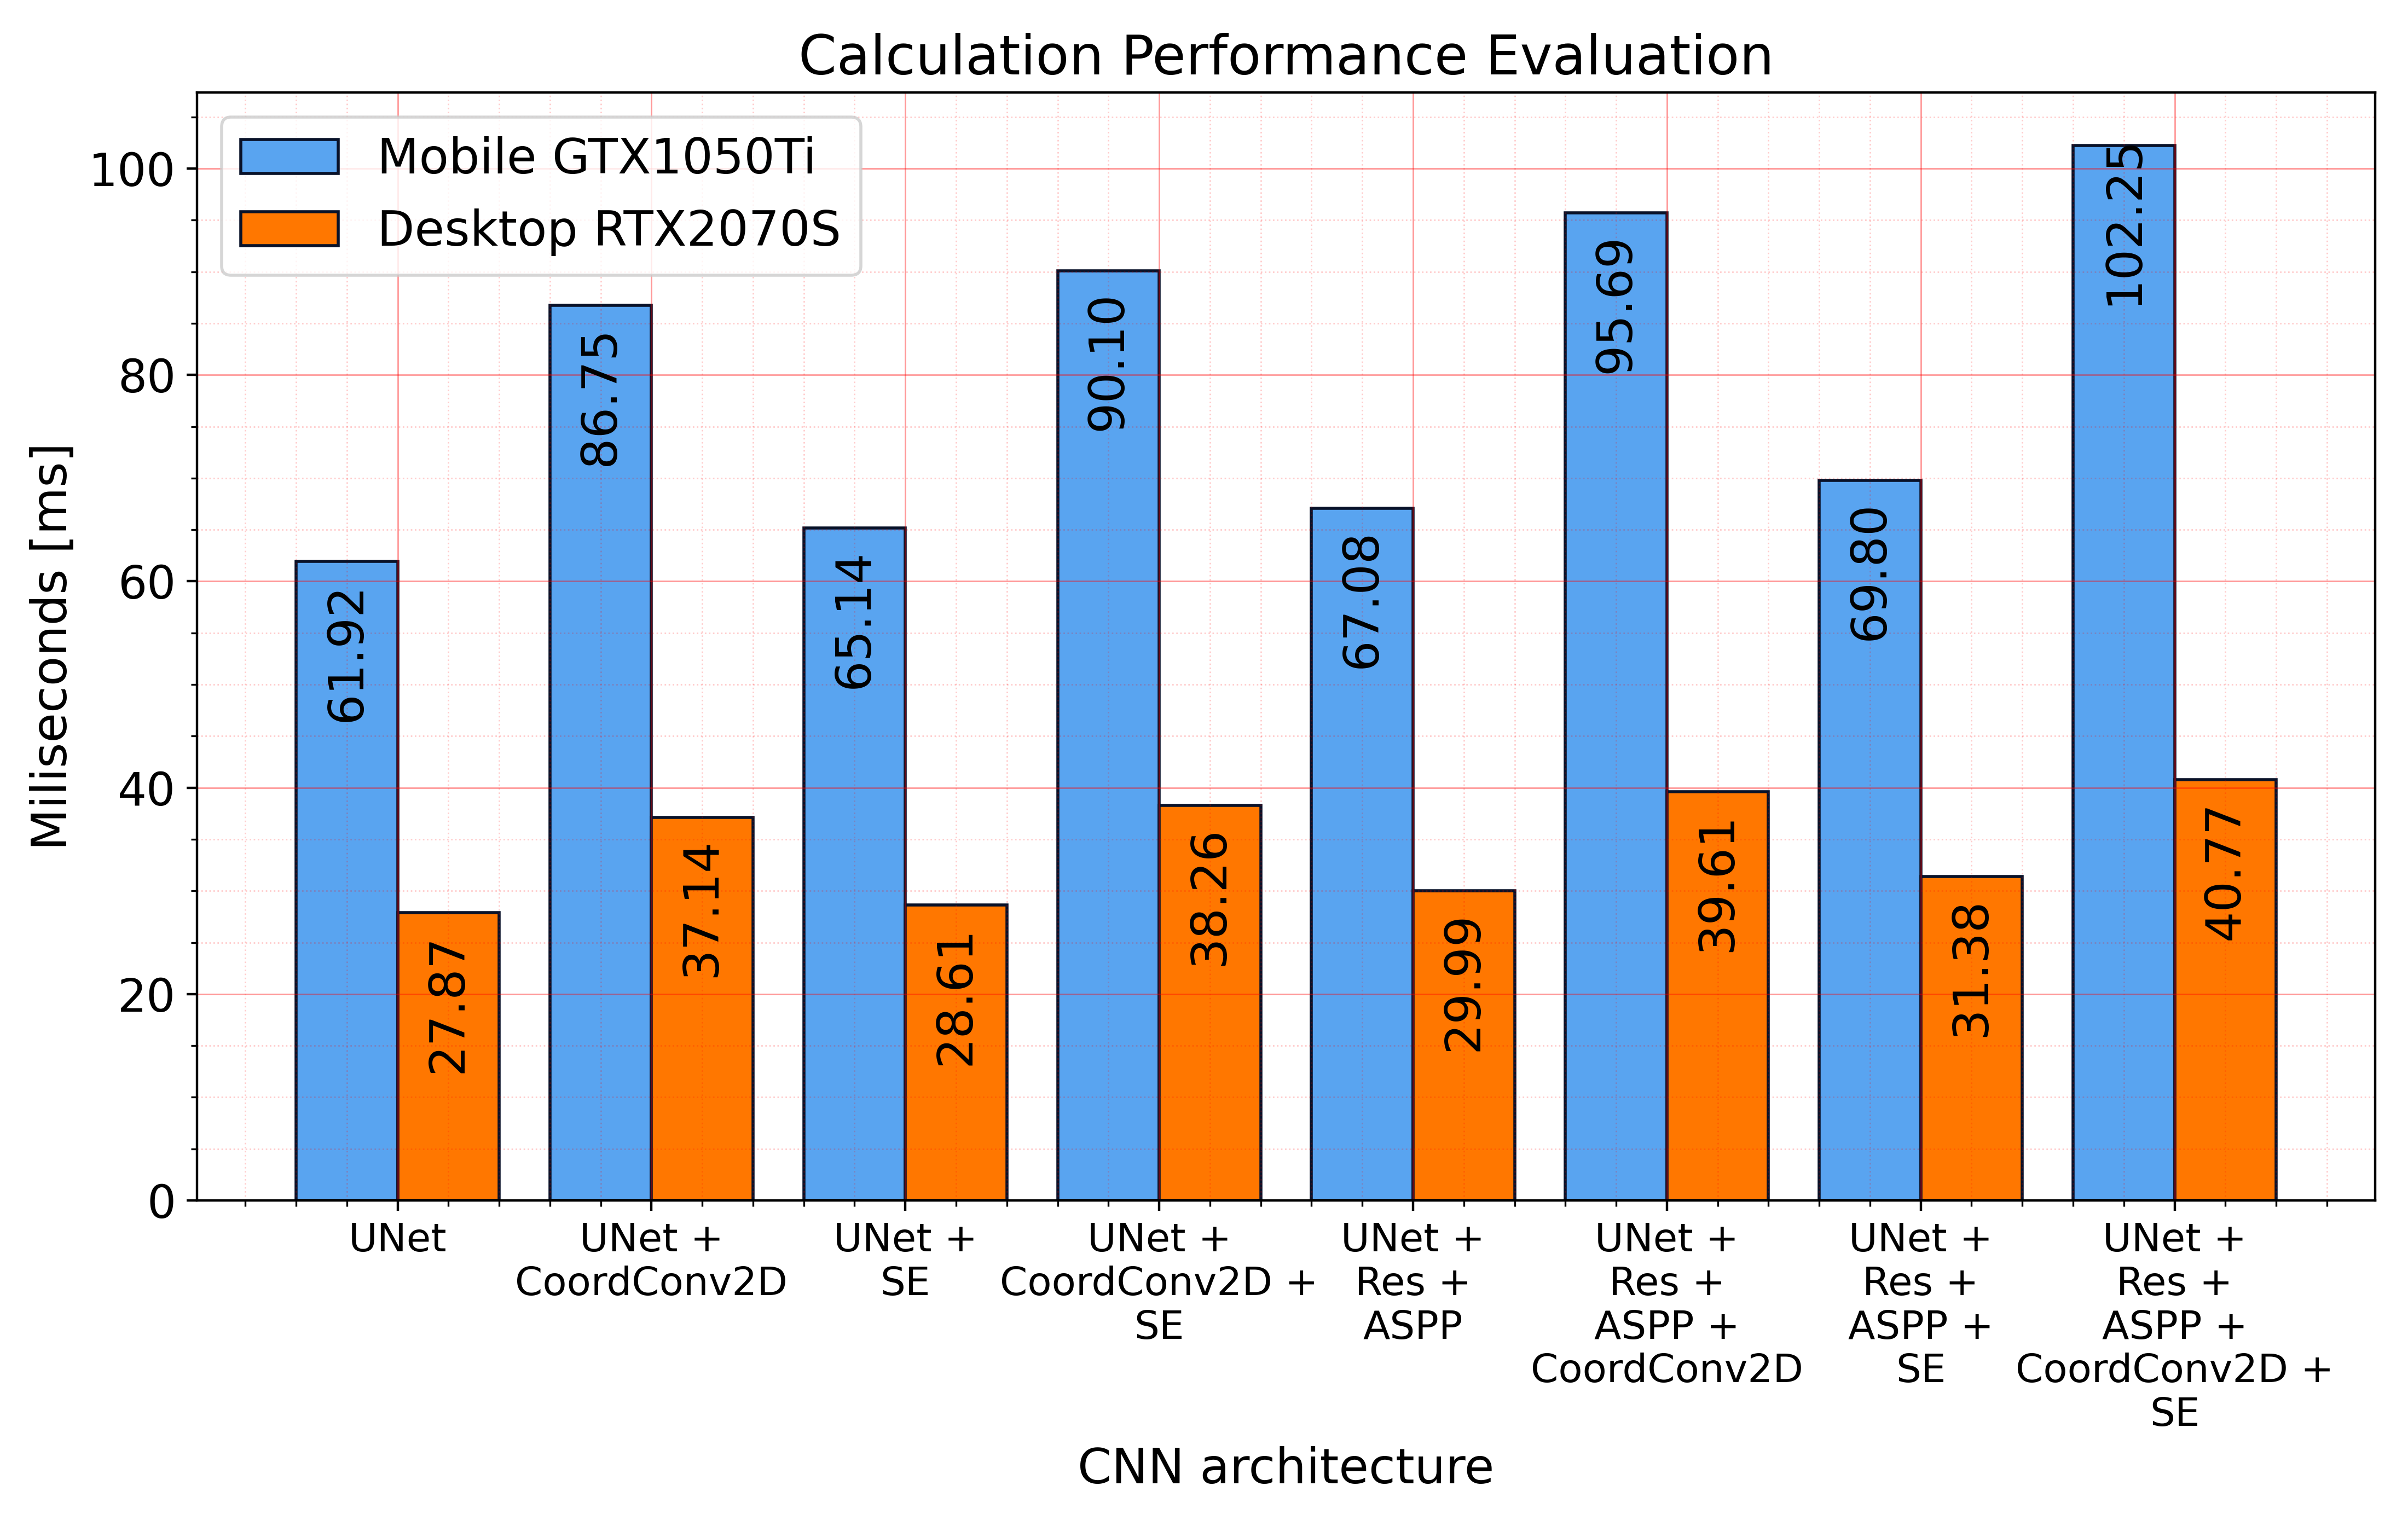 Calculation Performance Evaluation
Mobile GTX1050Ti
Desktop RTX2070S
Miliseconds [ms]
100
80
60
40
20
0
61.92
27.87
86.75
37.14
65.14
28.61
90.10
38.26
67.08
29.99
95.69
39.61
69.80
31.38
102.25
40.77
UNet
UNet +
CoordConv2D
UNet +
SE
UNet +
CoordConv2D +
SE
UNet +
Res +
ASPP
UNet +
Res +
ASPP +
CoordConv2D
UNet +
Res +
ASPP +
SE
UNet +
Res +
ASPP +
CoordConv2D +
SE
CNN architecture